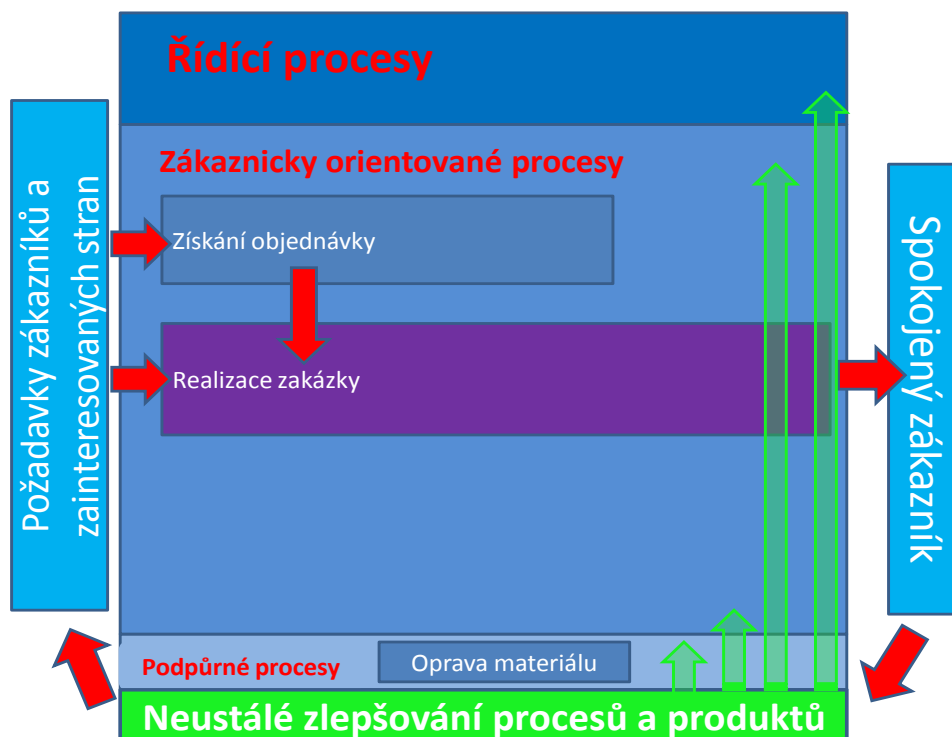 Řídící procesy
Požadavky zákazníků a
zainteresovaných stran
Zákaznicky orientované procesy
Získání objednávky
Realizace zakázky
Spokojený zákazník
Podpůrné procesy
Oprava materiálu
Neustálé zlepšování procesů a produktů